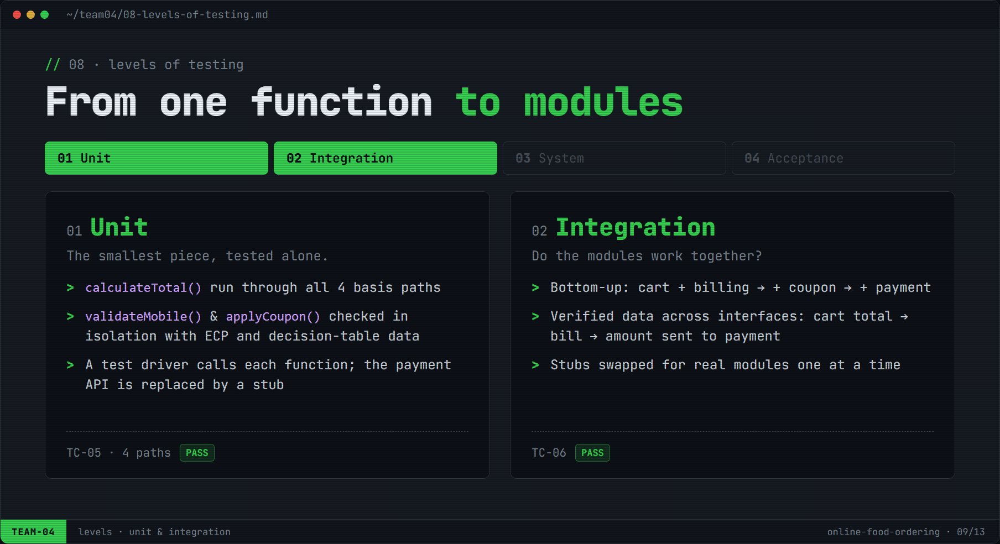 ~/team04/08-levels-of-testing.md
// 08 · levels of testing
From one function to modules
01 Unit
02 Integration
03 System
04 Acceptance
01 Unit
The smallest piece, tested alone.
> calculateTotal() run through all 4 basis paths
> validateMobile() & applyCoupon() checked in
isolation with ECP and decision-table data
> A test driver calls each function; the payment
API is replaced by a stub
TC-05 · 4 paths PASS
02 Integration
Do the modules work together?
> Bottom-up: cart + billing → + coupon → + payment
> Verified data across interfaces: cart total →
bill → amount sent to payment
> Stubs swapped for real modules one at a time
TC-06 PASS
TEAM-04
levels · unit & integration
online-food-ordering · 09/13